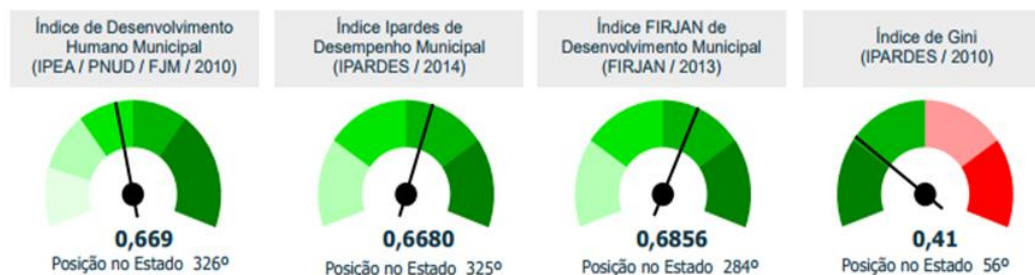 Índice de Desenvolvimento
Humano Municipal
(IPEA / PNUD / FJM / 2010)
0,669
Posição no Estado 326º
Índice Ipardes de
Desempenho Municipal
(IPARDES / 2014)
0,6680
Posição no Estado 325º
Índice FIRJAN de
Desenvolvimento Municipal
(FIRJAN / 2013)
0,6856
Posição no Estado 284º
Índice de Gini
(IPARDES / 2010)
0,41
Posição no Estado 56º